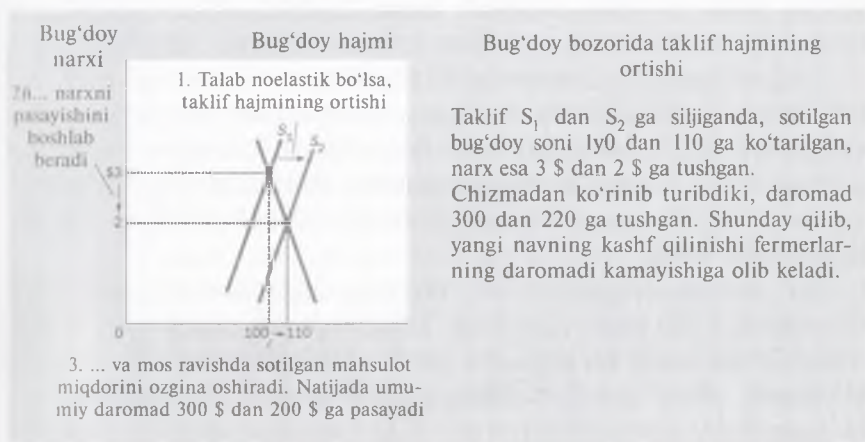 Bug‘doy
narxi
Bug‘doy hajmi
1. Talab noelastik bo‘lsa,
taklif hajmining ortishi
narxni
pasayishini
boshlab
beradi
S₁
S₂
$3
2
0
100 110
3. ... va mos ravishda sotilgan mahsulot
miqdorini ozgina oshiradi. Natijada umu-
miy daromad 300 $ dan 200 $ ga pasayadi
Bug‘doy bozorida taklif hajmining
ortishi
Taklif S₁ dan S₂ ga siljiganda, sotilgan
bug‘doy soni 1y0 dan 110 ga ko‘tarilgan,
narx esa 3 $ dan 2 $ ga tushgan.
Chizmadan ko‘rinib turibdiki, daromad
300 dan 220 ga tushgan. Shunday qilib,
yangi navning kashf qilinishi fermerlar-
ning daromadi kamayishiga olib keladi.